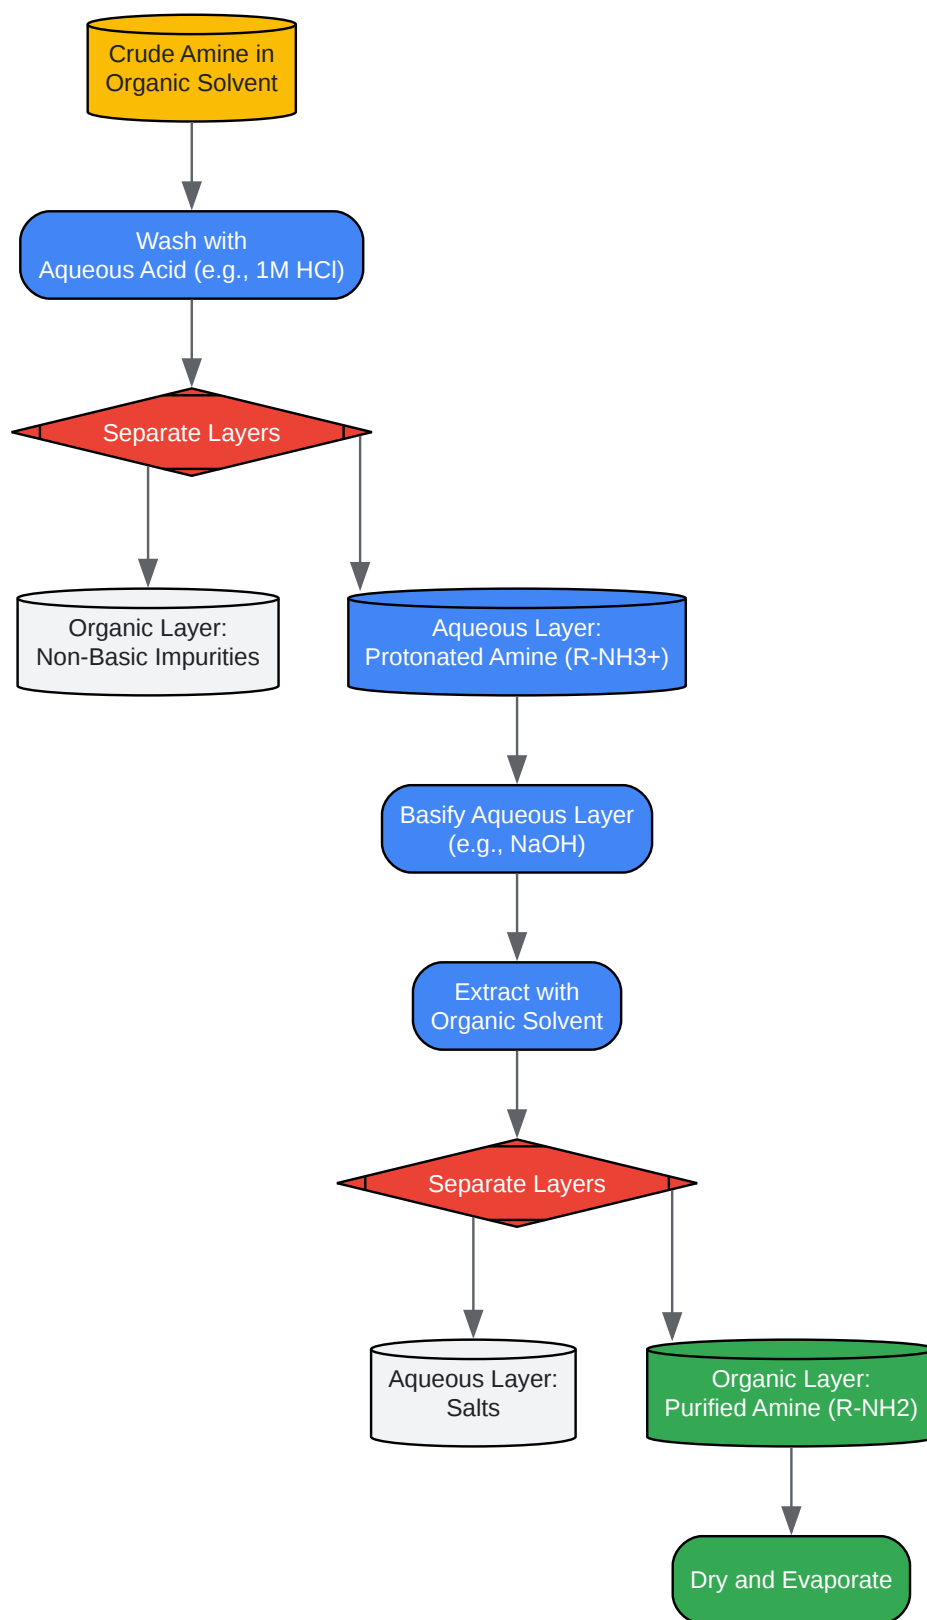 Crude Amine in
Organic Solvent
Wash with
Aqueous Acid (e.g., 1M HCl)
Separate Layers
Organic Layer:
Non-Basic Impurities
Aqueous Layer:
Protonated Amine (R-NH3+)
Basify Aqueous Layer
(e.g., NaOH)
Extract with
Organic Solvent
Separate Layers
Aqueous Layer:
Salts
Organic Layer:
Purified Amine (R-NH2)
Dry and Evaporate